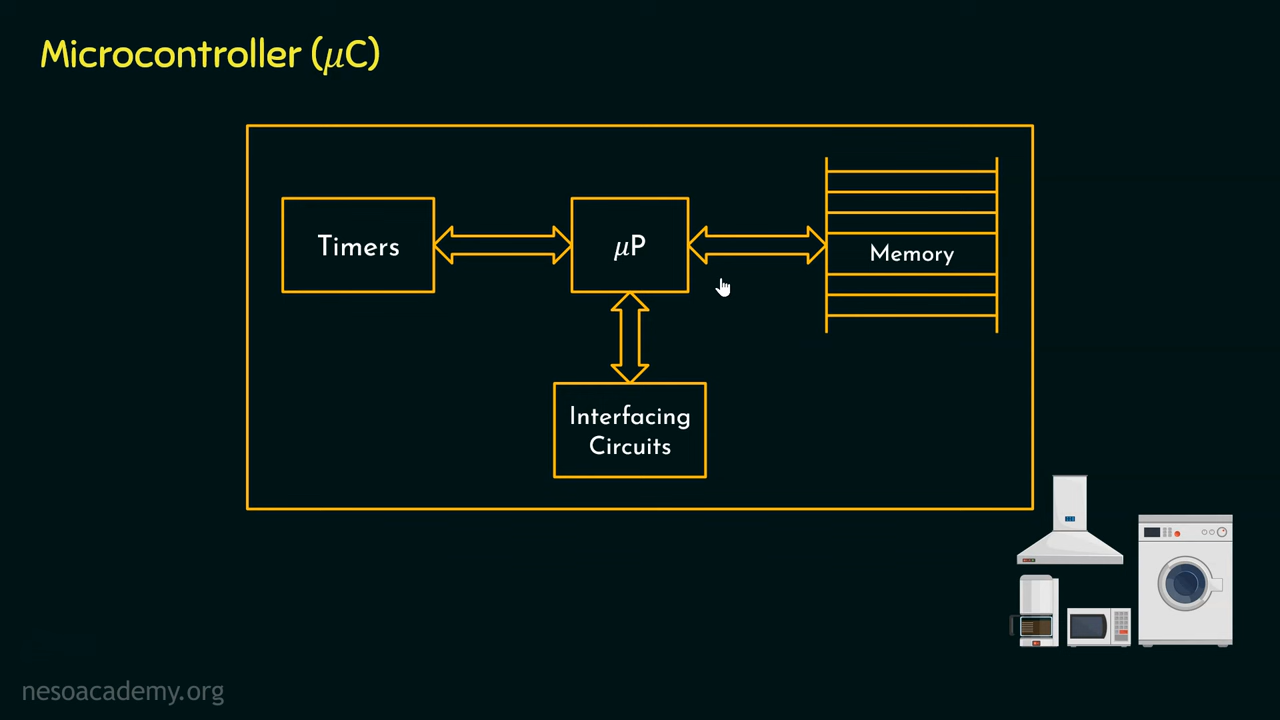 Microcontroller (μC)
Timers
μP
Memory
Interfacing
Circuits
nesoacademy.org